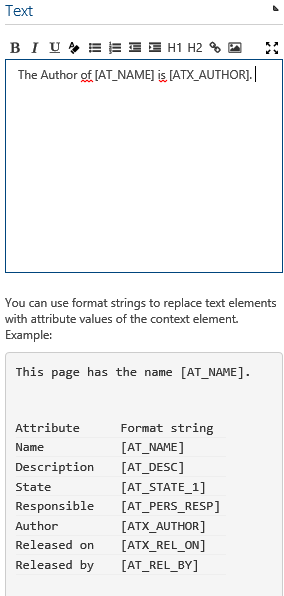 Text
B I U H1 H2
The Author of [AT_NAME] is [ATX_AUTHOR].
You can use format strings to replace text elements
with attribute values of the context element.
Example:
This page has the name [AT_NAME].
Attribute Format string
Name [AT_NAME]
Description [AT_DESC]
State [AT_STATE_1]
Responsible [AT_PERS_RESP]
Author [ATX_AUTHOR]
Released on [ATX_REL_ON]
Released by [AT_REL_BY]